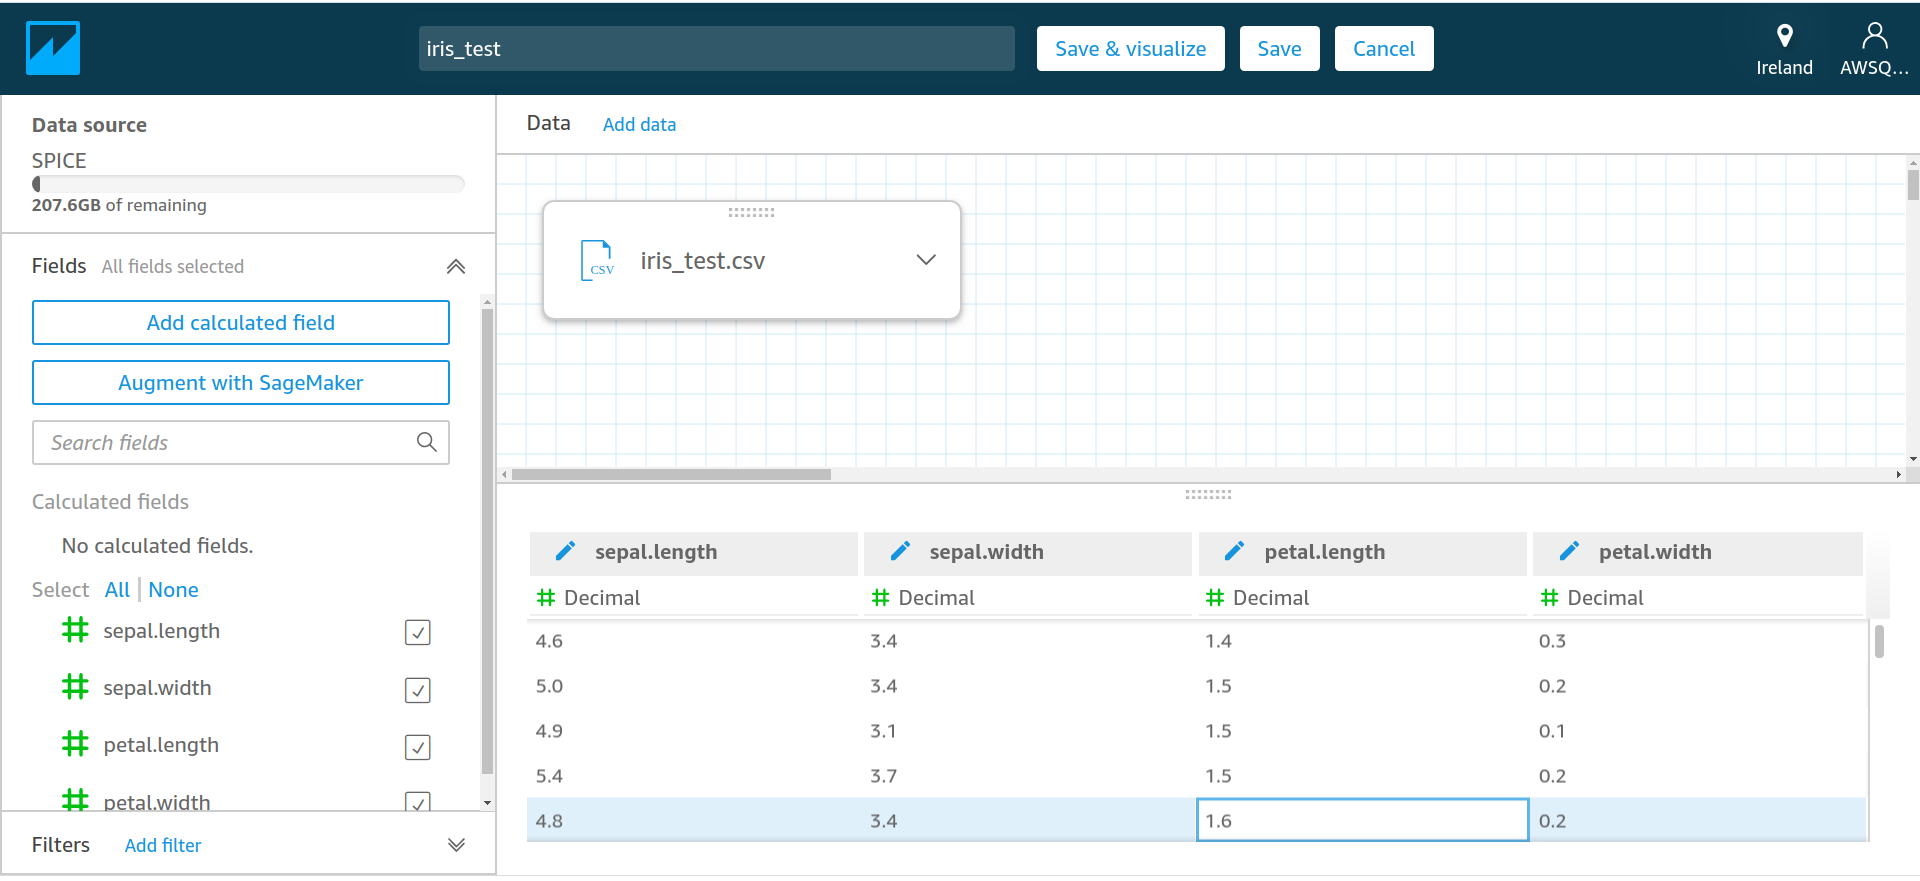 iris_test
Save & visualize
Save
Cancel
Ireland
AWSQ...
Data source
SPICE
207.6GB of remaining
Fields All fields selected
Add calculated field
Augment with SageMaker
Search fields
Calculated fields
No calculated fields.
Select All None
sepal.length
sepal.width
petal.length
petal.width
Filters Add filter
Data Add data
CSV
iris_test.csv
sepal.length sepal.width petal.length petal.width
Decimal Decimal Decimal Decimal
4.6 3.4 1.4 0.3
5.0 3.4 1.5 0.2
4.9 3.1 1.5 0.1
5.4 3.7 1.5 0.2
4.8 3.4 1.6 0.2